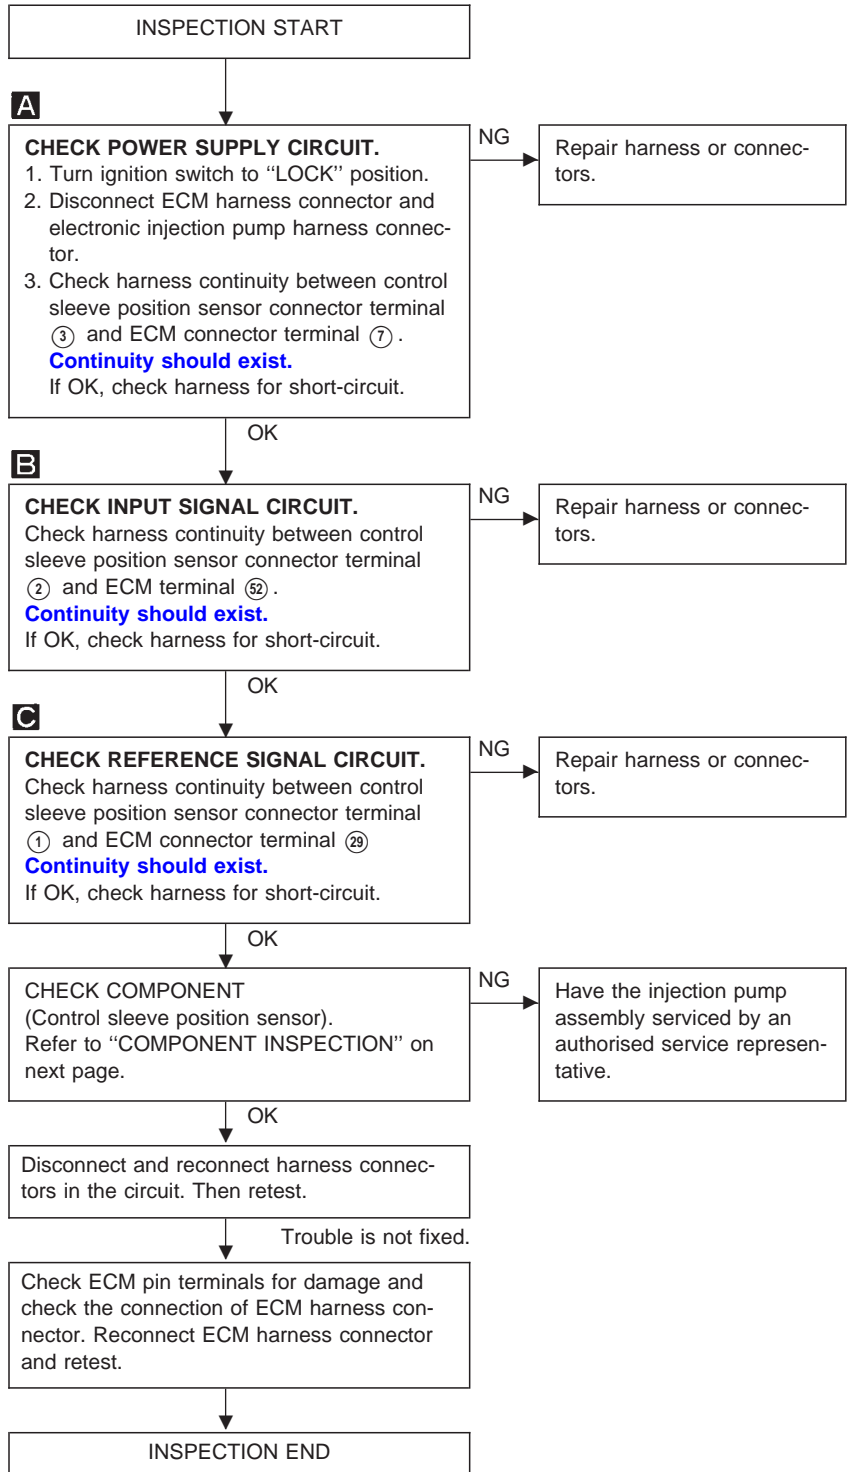 INSPECTION START
A
CHECK POWER SUPPLY CIRCUIT.
1. Turn ignition switch to ‘‘LOCK’’ position.
2. Disconnect ECM harness connector and
electronic injection pump harness connec-
tor.
3. Check harness continuity between control
sleeve position sensor connector terminal
③ and ECM connector terminal ⑦.
Continuity should exist.
If OK, check harness for short-circuit.
NG
Repair harness or connec-
tors.
OK
B
CHECK INPUT SIGNAL CIRCUIT.
Check harness continuity between control
sleeve position sensor connector terminal
② and ECM terminal 52.
Continuity should exist.
If OK, check harness for short-circuit.
NG
Repair harness or connec-
tors.
OK
C
CHECK REFERENCE SIGNAL CIRCUIT.
Check harness continuity between control
sleeve position sensor connector terminal
① and ECM connector terminal ㉙
Continuity should exist.
If OK, check harness for short-circuit.
NG
Repair harness or connec-
tors.
OK
CHECK COMPONENT
(Control sleeve position sensor).
Refer to ‘‘COMPONENT INSPECTION’’ on
next page.
NG
Have the injection pump
assembly serviced by an
authorised service represen-
tative.
OK
Disconnect and reconnect harness connec-
tors in the circuit. Then retest.
Trouble is not fixed.
Check ECM pin terminals for damage and
check the connection of ECM harness con-
nector. Reconnect ECM harness connector
and retest.
INSPECTION END